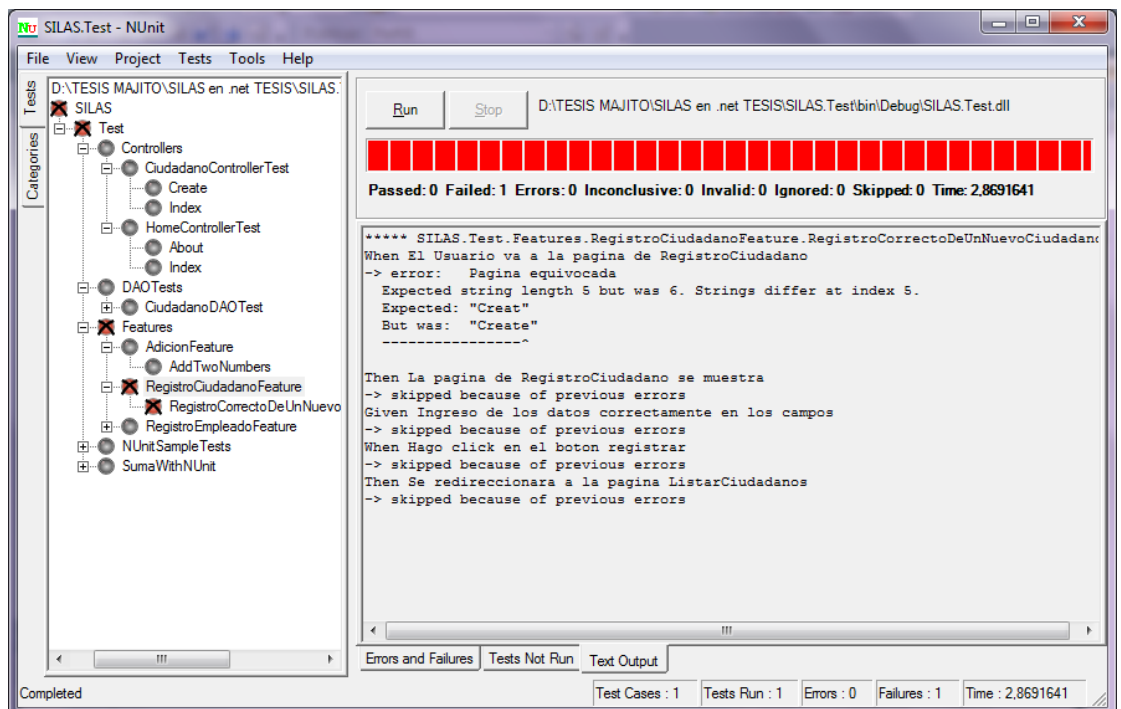 Nu SILAS.Test - NUnit
File View Project Tests Tools Help
Tests
Categories
D:\TESIS MAJITO\SILAS en .net TESIS\SILAS.
SILAS
Test
Controllers
CiudadanoControllerTest
Create
Index
HomeControllerTest
About
Index
DAOTests
CiudadanoDAOTest
Features
AdicionFeature
AddTwoNumbers
RegistroCiudadanoFeature
RegistroCorrectoDeUnNuevo
RegistroEmpleadoFeature
NUnitSampleTests
SumaWithNUnit
Run Stop D:\TESIS MAJITO\SILAS en .net TESIS\SILAS.Test\bin\Debug\SILAS.Test.dll
Passed: 0 Failed: 1 Errors: 0 Inconclusive: 0 Invalid: 0 Ignored: 0 Skipped: 0 Time: 2,8691641
***** SILAS.Test.Features.RegistroCiudadanoFeature.RegistroCorrectoDeUnNuevoCiudadano
When El Usuario va a la pagina de RegistroCiudadano
-> error: Pagina equivocada
Expected string length 5 but was 6. Strings differ at index 5.
Expected: "Creat"
But was: "Create"
----------------^
Then La pagina de RegistroCiudadano se muestra
-> skipped because of previous errors
Given Ingreso de los datos correctamente en los campos
-> skipped because of previous errors
When Hago click en el boton registrar
-> skipped because of previous errors
Then Se redireccionara a la pagina ListarCiudadanos
-> skipped because of previous errors
Errors and Failures Tests Not Run Text Output
Completed Test Cases : 1 Tests Run : 1 Errors : 0 Failures : 1 Time : 2,8691641